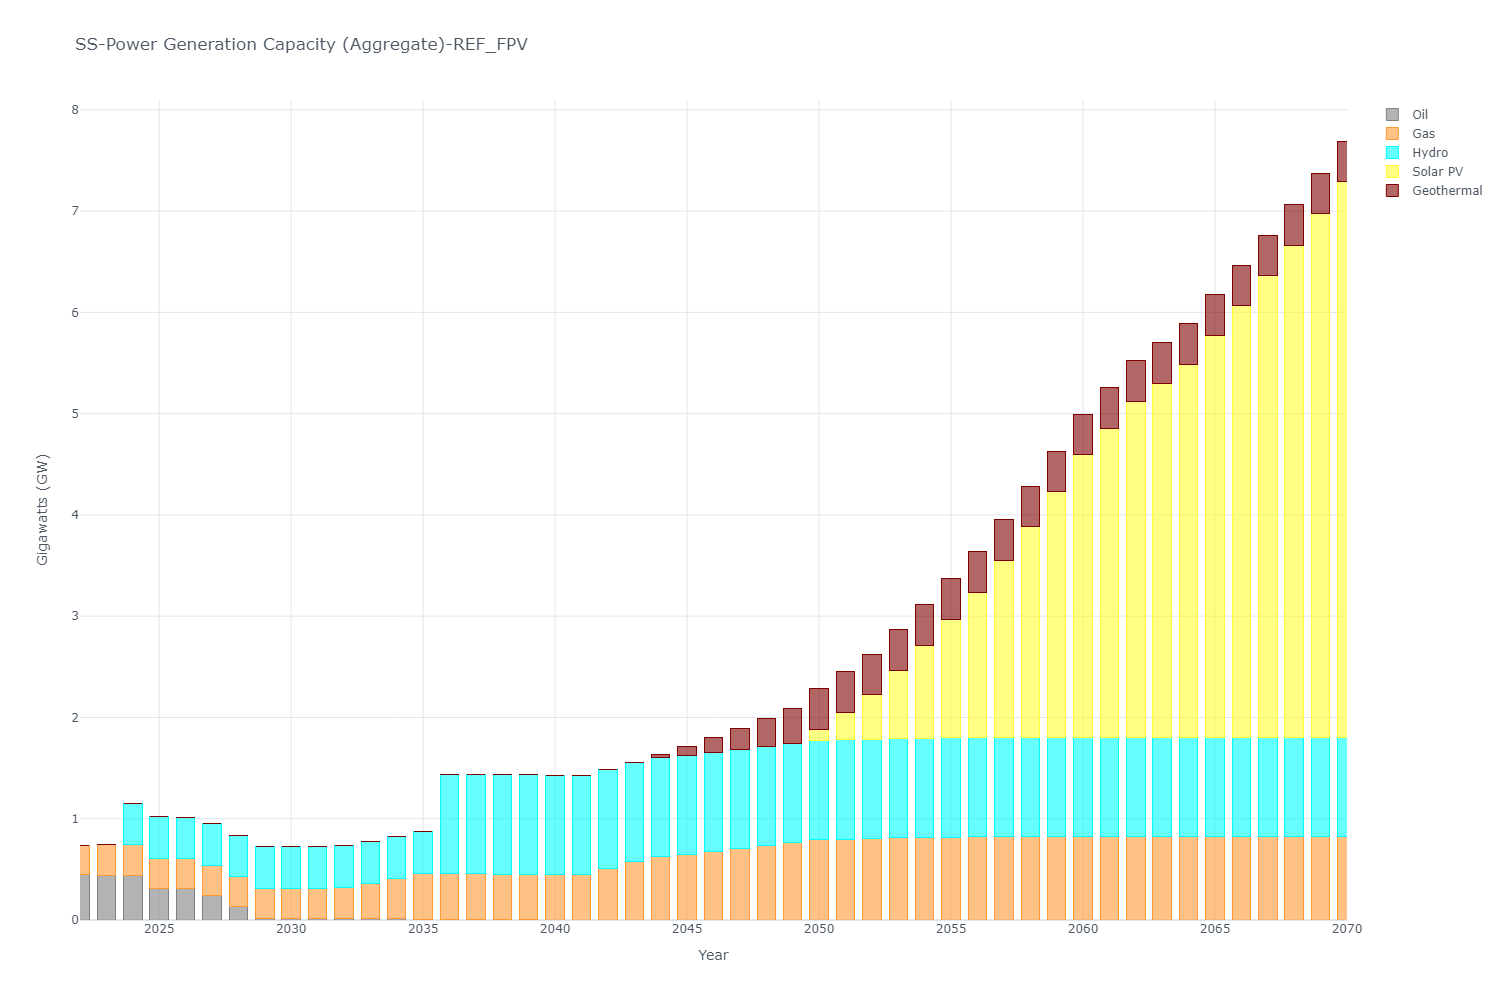 SS-Power Generation Capacity (Aggregate)-REF_FPV
8
7
6
5
4
3
2
1
0
Gigawatts (GW)
2025
2030
2035
2040
2045
2050
2055
2060
2065
2070
Year
Oil
Gas
Hydro
Solar PV
Geothermal